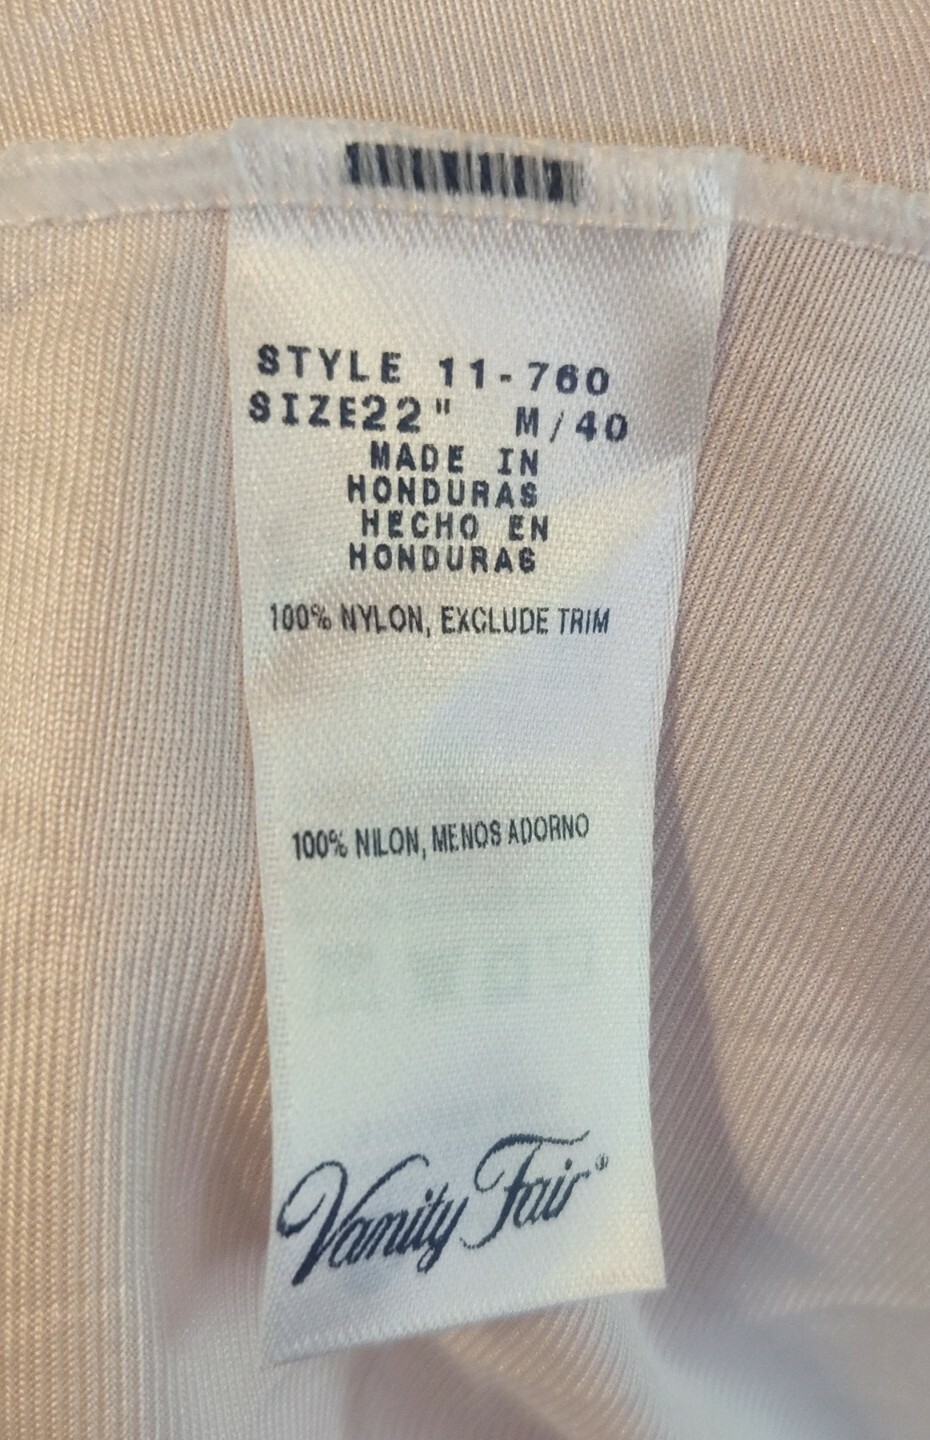 STYLE 11-760
SIZE22" M/40
MADE IN
HONDURAS
HECHO EN
HONDURAS
100% NYLON, EXCLUDE TRIM
100% NILON, MENOS ADORNO
Vanity Fair®